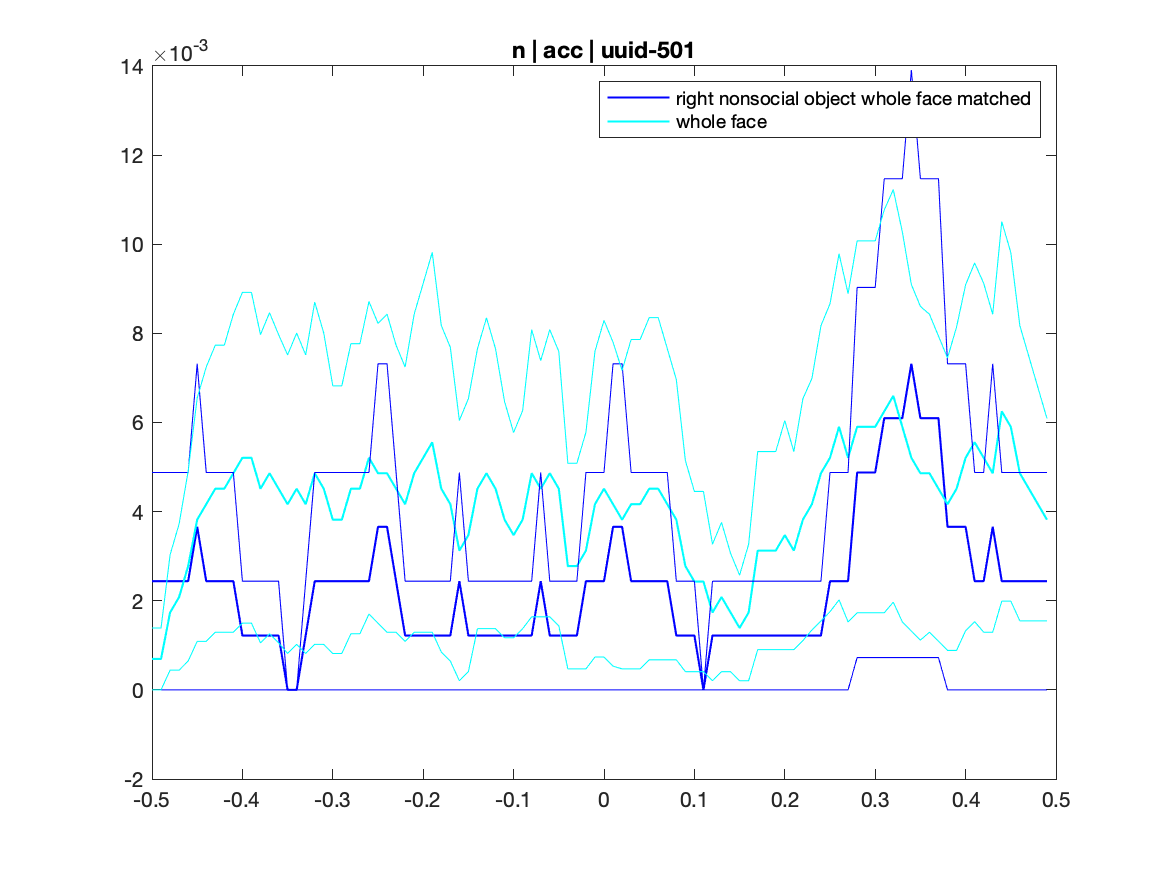 n | acc | uuid-501
×10-3
right nonsocial object whole face matched
whole face
14
12
10
8
6
4
2
0
-2
-0.5 -0.4 -0.3 -0.2 -0.1 0 0.1 0.2 0.3 0.4 0.5